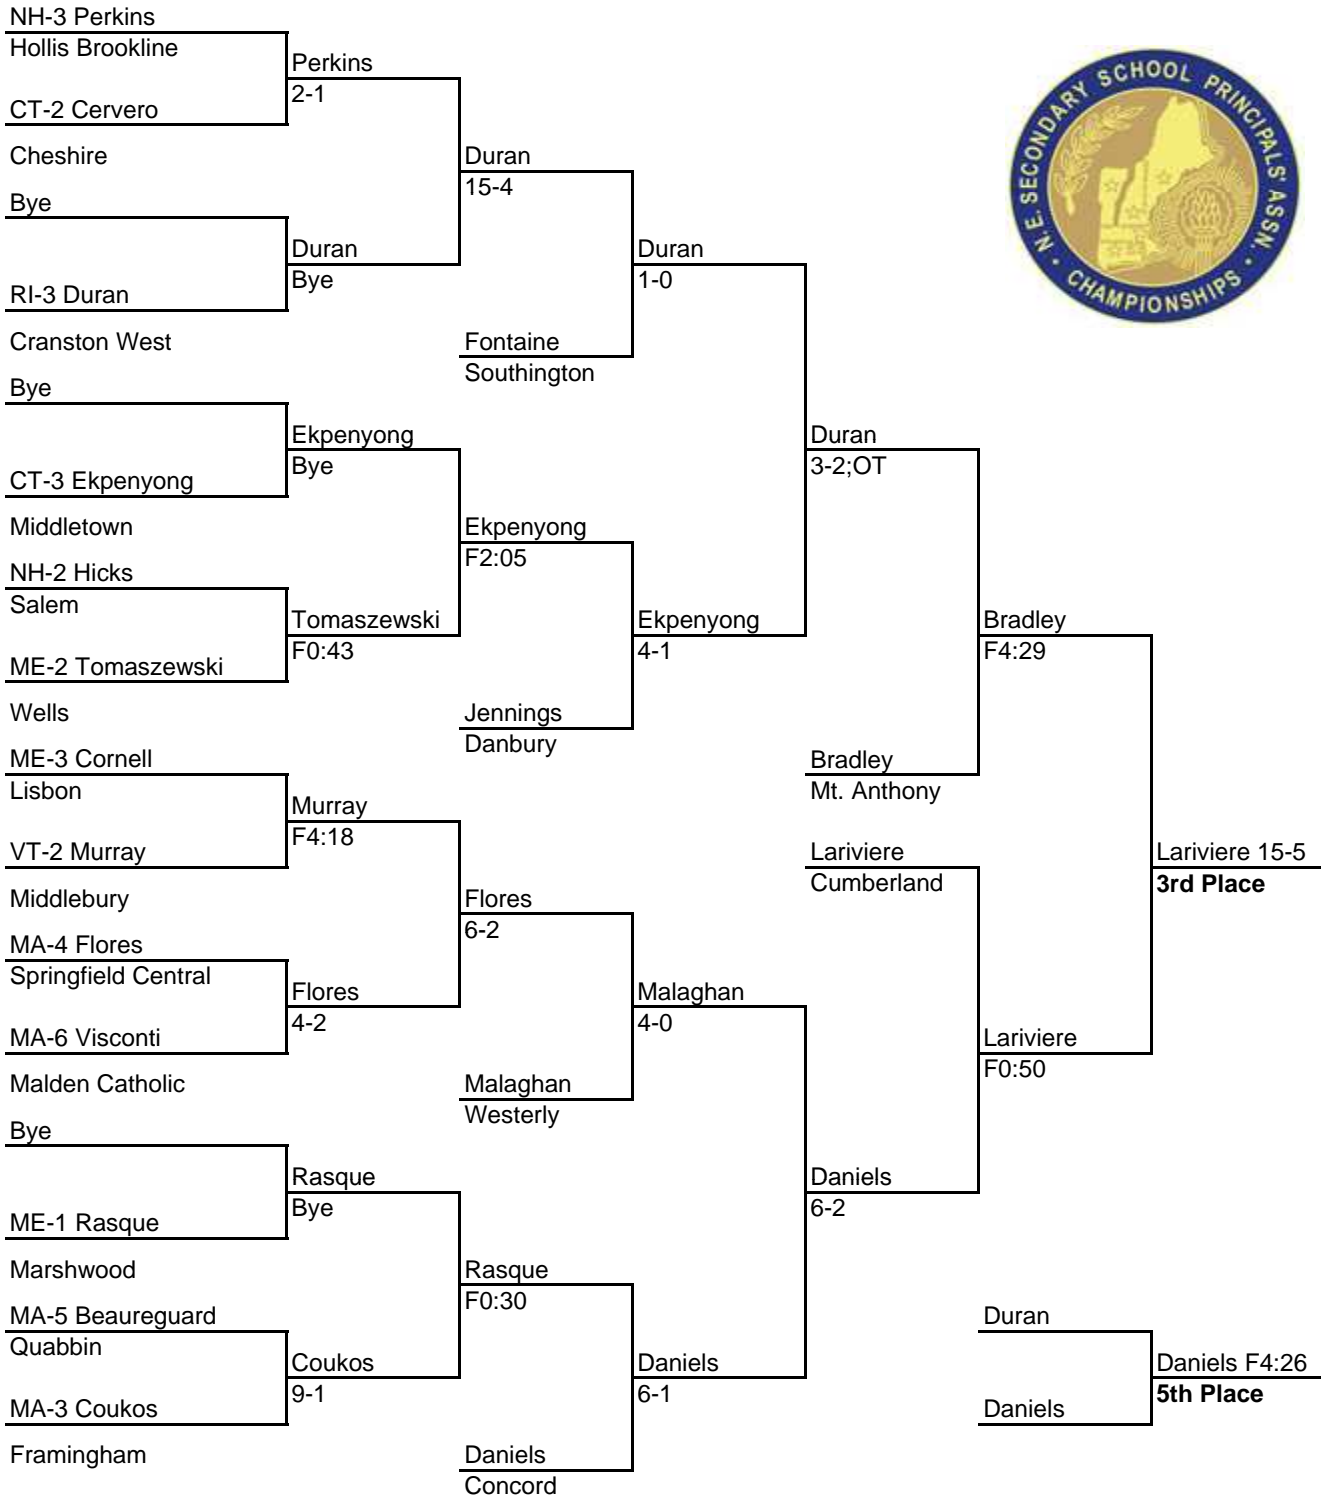 NH-3 Perkins
Hollis Brookline
Perkins
2-1
CT-2 Cervero
Cheshire
Duran
15-4
Bye
Duran
Bye
RI-3 Duran
Cranston West
Duran
1-0
Fontaine
Southington
Bye
Ekpenyong
Bye
CT-3 Ekpenyong
Middletown
Ekpenyong
F2:05
NH-2 Hicks
Salem
Tomaszewski
F0:43
ME-2 Tomaszewski
Wells
Ekpenyong
4-1
Jennings
Danbury
Duran
3-2;OT
Bradley
Mt. Anthony
Bradley
F4:29
ME-3 Cornell
Lisbon
Murray
F4:18
VT-2 Murray
Middlebury
Flores
6-2
MA-4 Flores
Springfield Central
Flores
4-2
MA-6 Visconti
Malden Catholic
Malaghan
4-0
Malaghan
Westerly
Bye
Rasque
Bye
ME-1 Rasque
Marshwood
Rasque
F0:30
MA-5 Beaureguard
Quabbin
Coukos
9-1
MA-3 Coukos
Framingham
Daniels
6-1
Daniels
Concord
Daniels
6-2
Lariviere
Cumberland
Lariviere
F0:50
Lariviere 15-5
3rd Place
Duran
Daniels
Daniels F4:26
5th Place
N.E. SECONDARY SCHOOL PRINCIPALS' ASSN.
• CHAMPIONSHIPS •